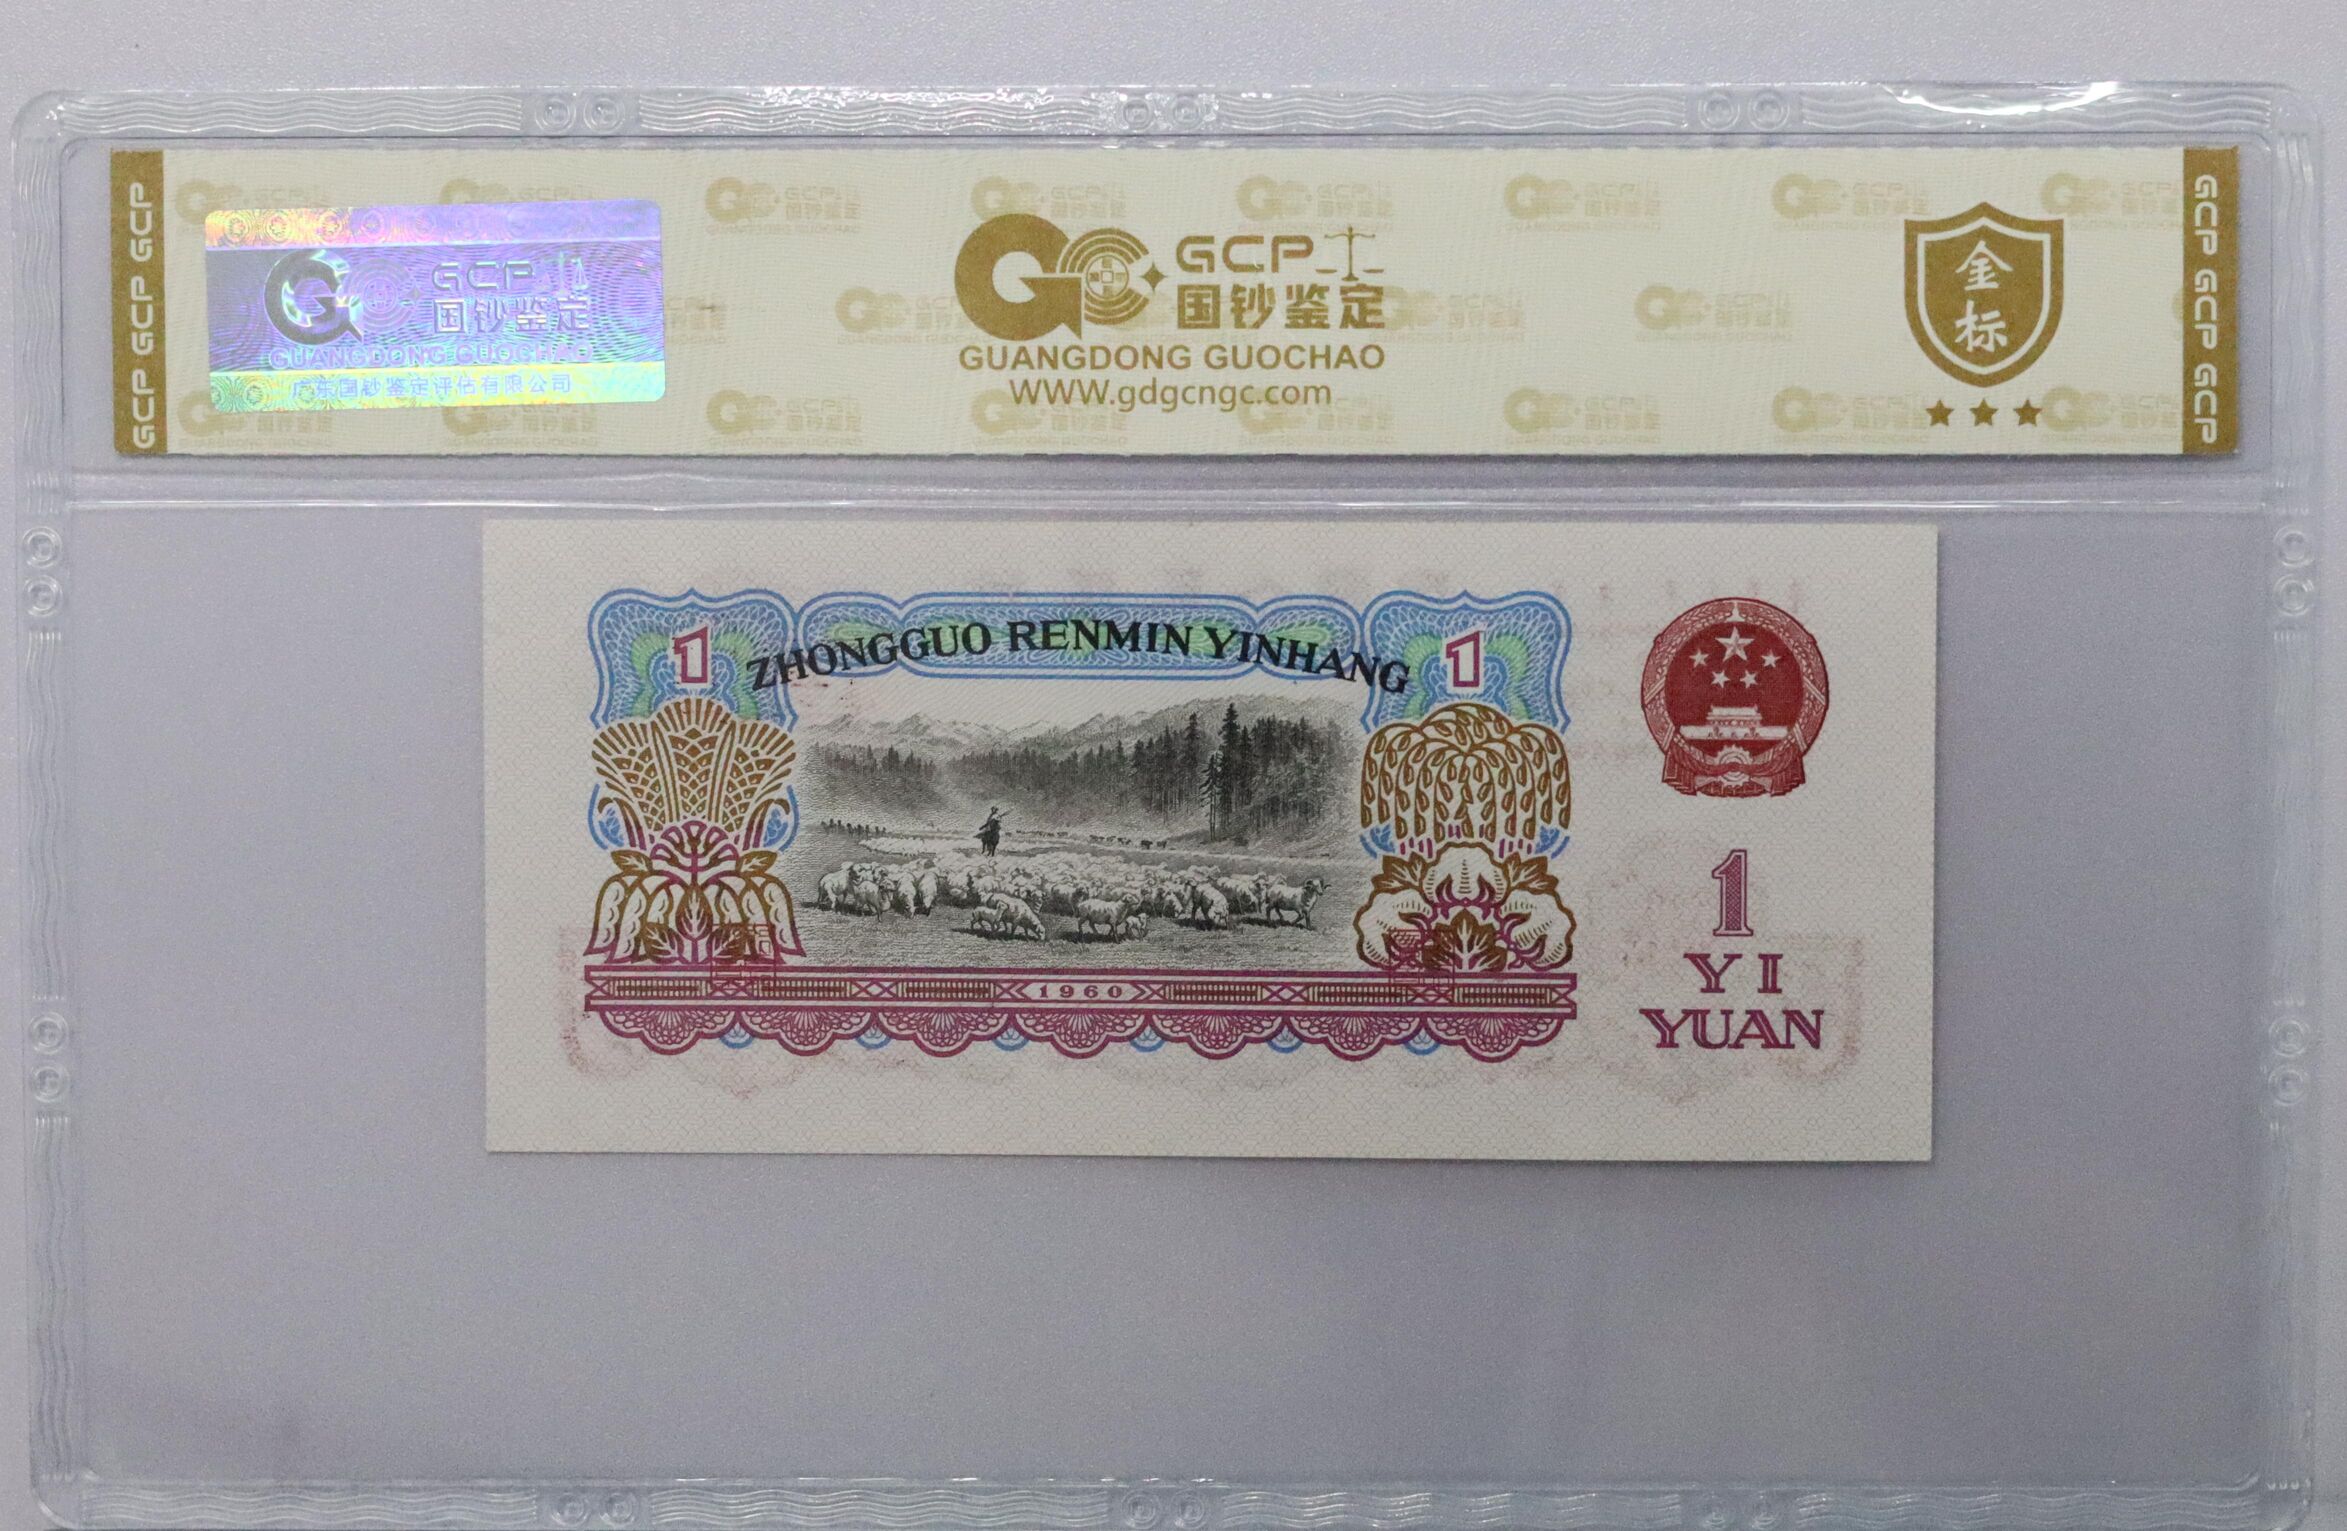 GCP GCP GCP
GCP
国钞鉴定
GUANGDONG GUOCHAO
广东国钞鉴定评估有限公司
GCP
国钞鉴定
GUANGDONG GUOCHAO
WWW.gdgcngc.com
金
标
GCP GCP GCP
ZHONGGUO RENMIN YINHANG
1
1
1960
1
YI
YUAN